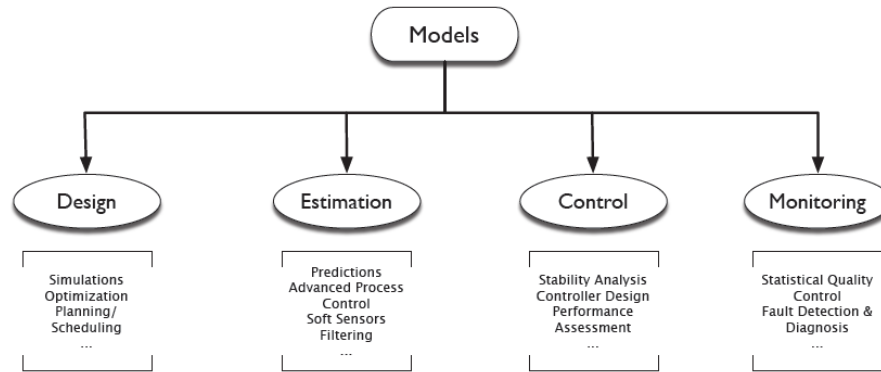 Models
Design
Estimation
Control
Monitoring
Simulations
Optimization
Planning/
Scheduling
...
Predictions
Advanced Process
Control
Soft Sensors
Filtering
...
Stability Analysis
Controller Design
Performance
Assessment
...
Statistical Quality
Control
Fault Detection &
Diagnosis
...